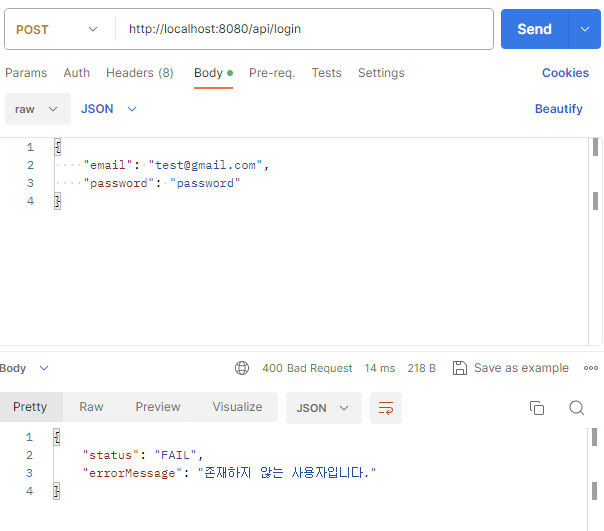 POST http://localhost:8080/api/login Send
Params Auth Headers (8) Body Pre-req. Tests Settings Cookies
raw JSON Beautify
1 {
2 "email": "test@gmail.com",
3 "password": "password"
4 }
Body 400 Bad Request 14 ms 218 B Save as example
Pretty Raw Preview Visualize JSON
1 {
2 "status": "FAIL",
3 "errorMessage": "존재하지 않는 사용자입니다."
4 }